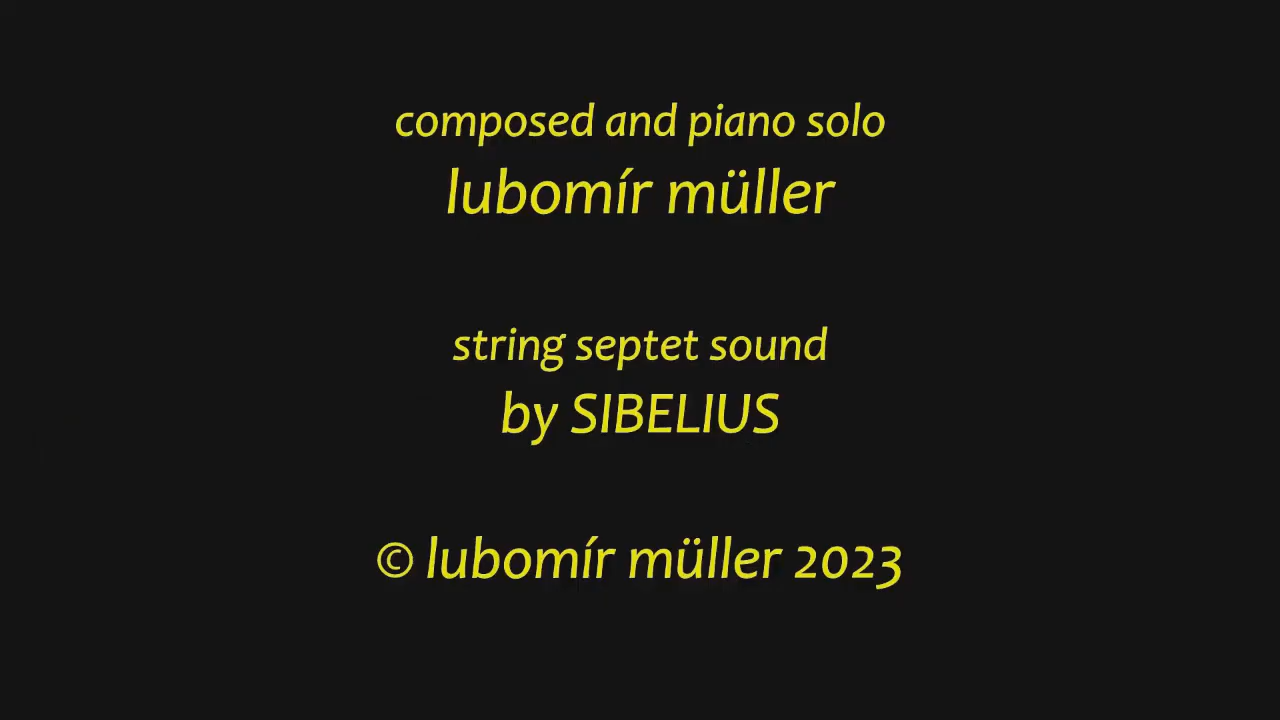 composed and piano solo
lubomír müller
string septet sound
by SIBELIUS
© lubomír müller 2023